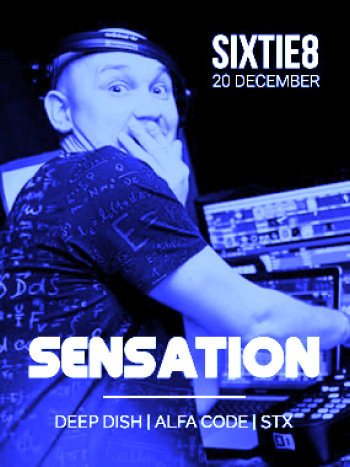 SIXTIE8
20 DECEMBER
SENSATION
DEEP DISH | ALFA CODE | STX